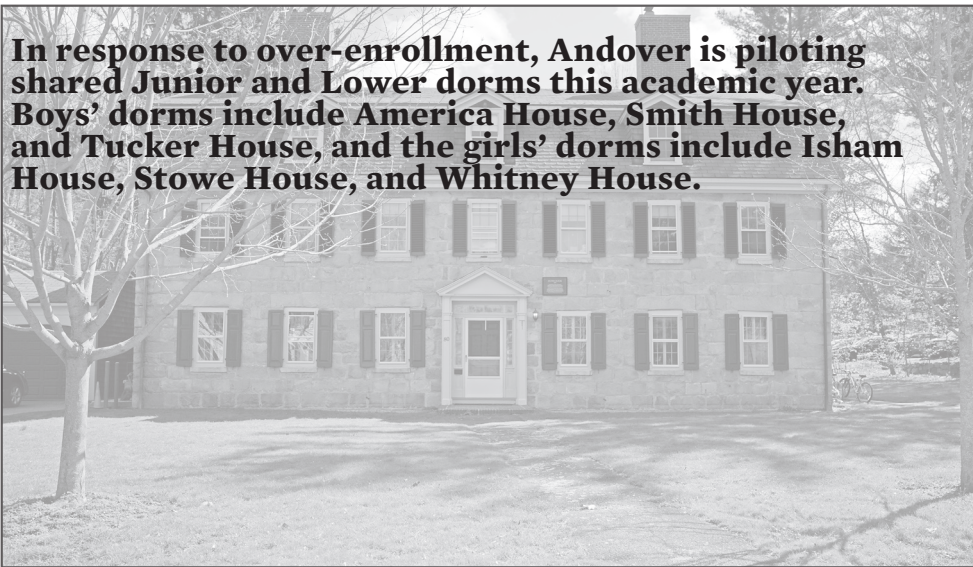 In response to over-enrollment, Andover is piloting
shared Junior and Lower dorms this academic year.
Boys’ dorms include America House, Smith House,
and Tucker House, and the girls’ dorms include Isham
House, Stowe House, and Whitney House.